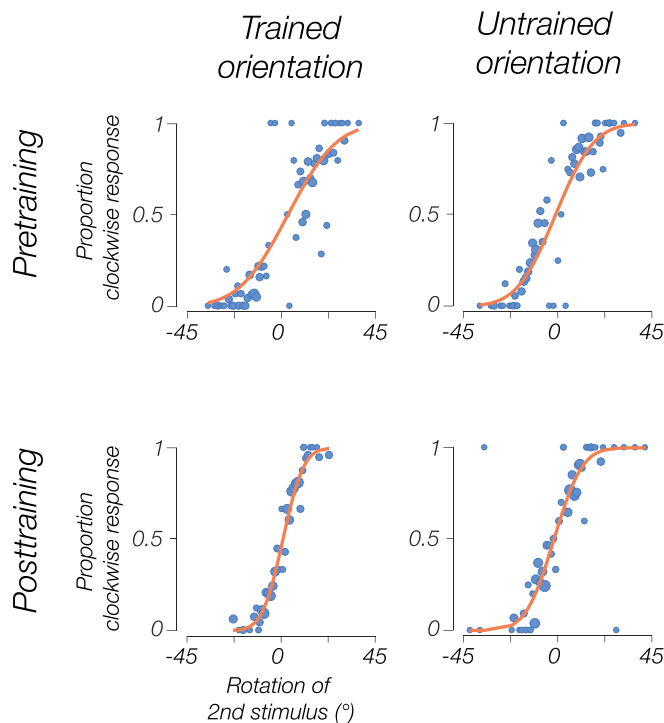 Trained
orientation
Untrained
orientation
Pretraining
Proportion
clockwise response
1
0.5
0
-45
0
45
1
0.5
0
-45
0
45
Posttraining
Proportion
clockwise response
1
0.5
0
-45
0
45
Rotation of
2nd stimulus (°)
1
0.5
0
-45
0
45